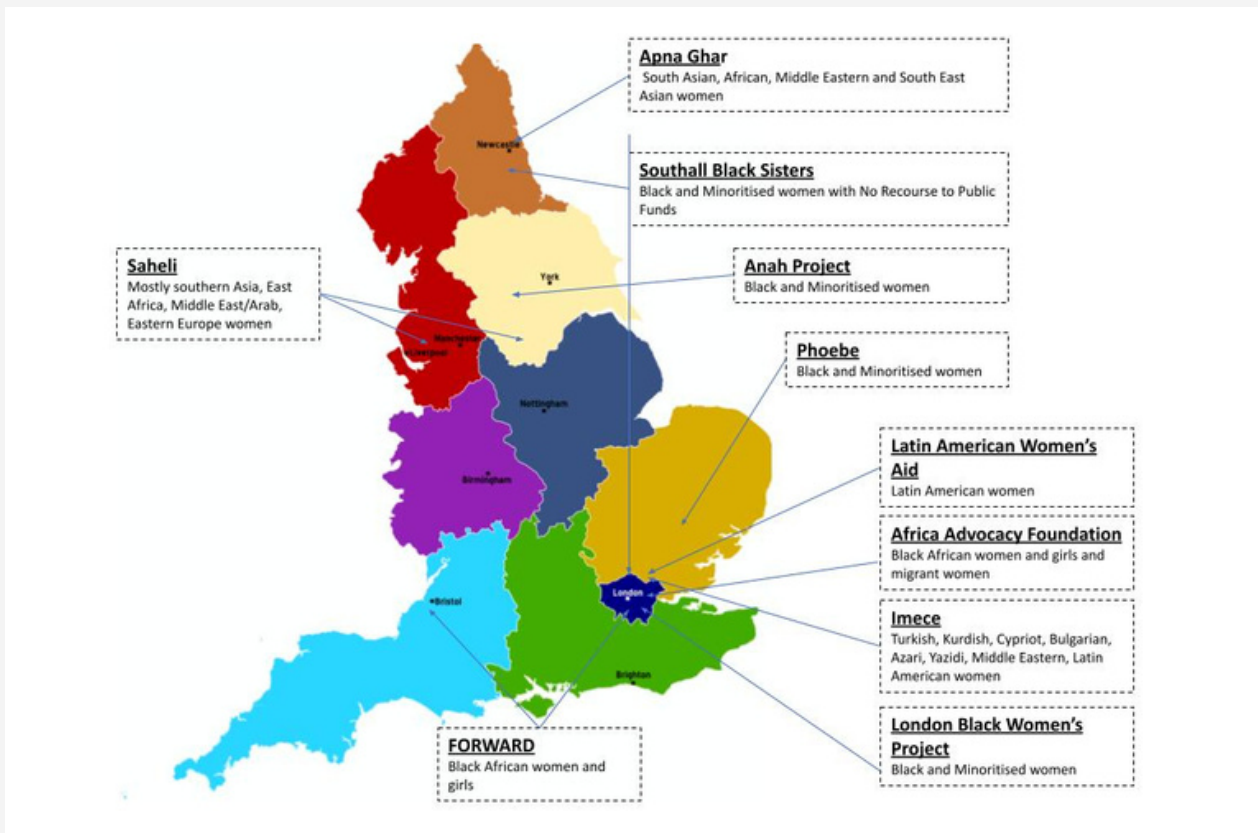 Apna Ghar
South Asian, African, Middle Eastern and South East
Asian women
Newcastle
Southall Black Sisters
Black and Minoritised women with No Recourse to Public
Funds
Saheli
Mostly southern Asia, East
Africa, Middle East/Arab,
Eastern Europe women
Anah Project
Black and Minoritised women
York
Manchester
Liverpool
Phoebe
Black and Minoritised women
Nottingham
Birmingham
Latin American Women's
Aid
Latin American women
Africa Advocacy Foundation
Black African women and girls and
migrant women
London
Bristol
Imece
Turkish, Kurdish, Cypriot, Bulgarian,
Azari, Yazidi, Middle Eastern, Latin
American women
Brighton
London Black Women's
Project
Black and Minoritised women
FORWARD
Black African women and
girls